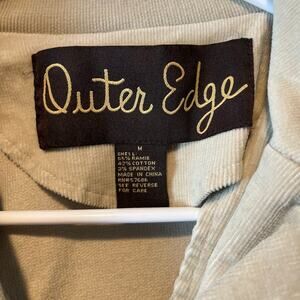 Outer Edge
M
SHELL:
55% RAMIE
42% COTTON
3% SPANDEX
MADE IN CHINA
SEE REVERSE
FOR CARE